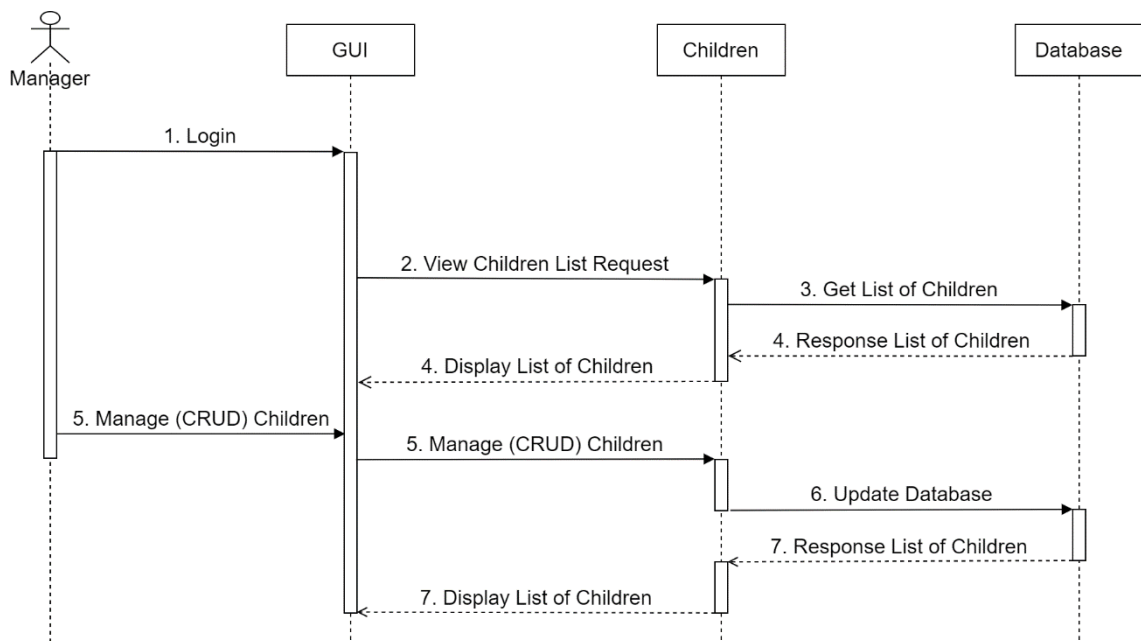 Manager
GUI
Children
Database
1. Login
2. View Children List Request
3. Get List of Children
4. Response List of Children
4. Display List of Children
5. Manage (CRUD) Children
5. Manage (CRUD) Children
6. Update Database
7. Response List of Children
7. Display List of Children